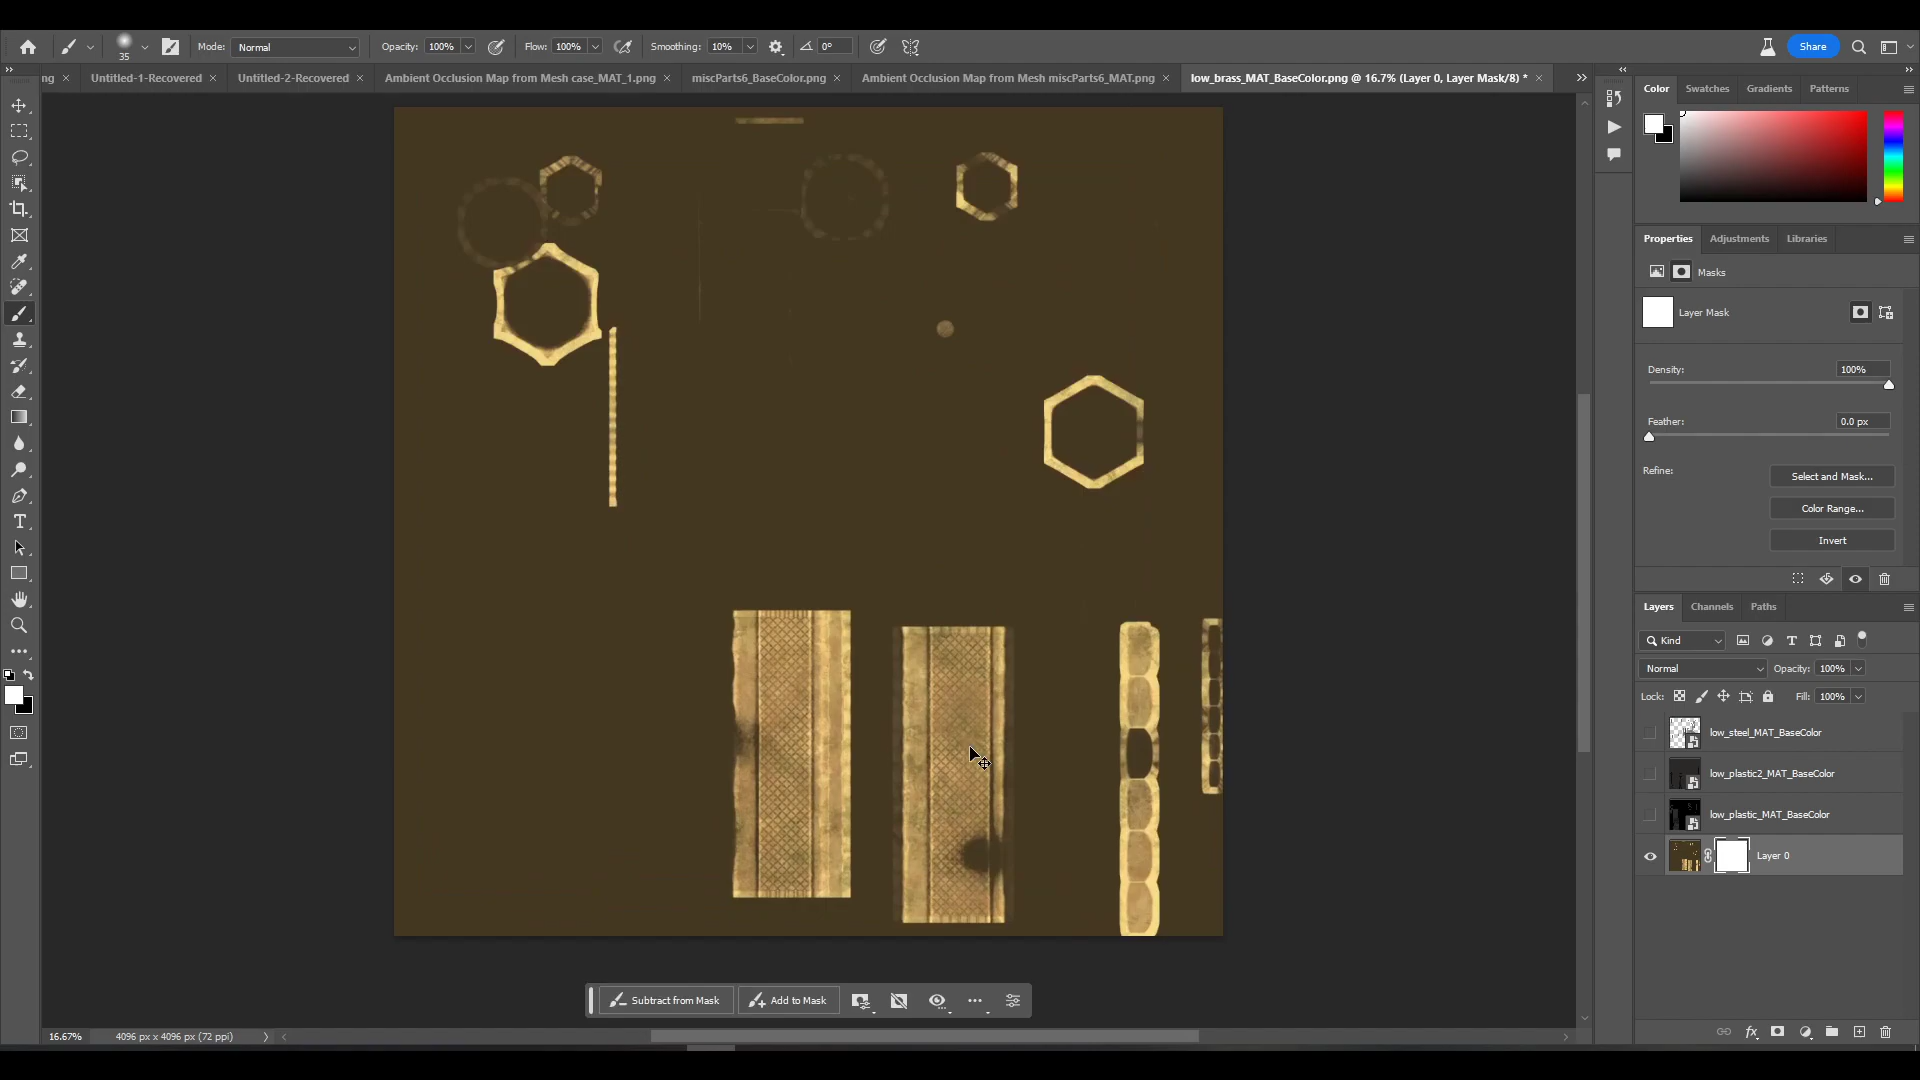 35
Mode:
Normal
Opacity: 100%
Flow: 100%
Smoothing: 10%
0°
Share
ng
Untitled-1-Recovered
Untitled-2-Recovered
Ambient Occlusion Map from Mesh case_MAT_1.png
miscParts6_BaseColor.png
Ambient Occlusion Map from Mesh miscParts6_MAT.png
low_brass_MAT_BaseColor.png @ 16.7% (Layer 0, Layer Mask/8) *
Color
Swatches
Gradients
Patterns
Properties
Adjustments
Libraries
Masks
Layer Mask
Density:
100%
Feather:
0.0 px
Refine:
Select and Mask...
Color Range...
Invert
Layers
Channels
Paths
Kind
Normal
Opacity: 100%
Lock:
Fill: 100%
low_steel_MAT_BaseColor
low_plastic2_MAT_BaseColor
low_plastic_MAT_BaseColor
Layer 0
Subtract from Mask
Add to Mask
16.67%
4096 px x 4096 px (72 ppi)